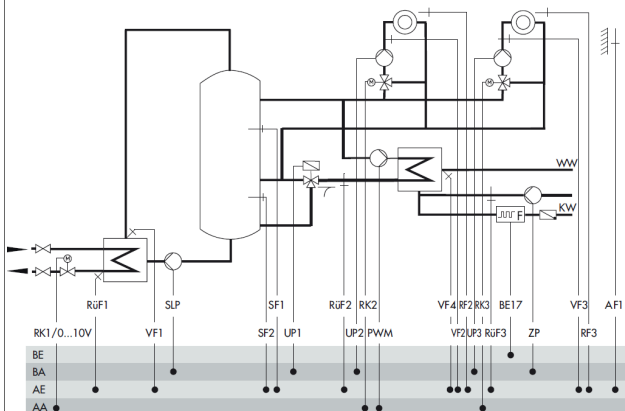 M
M
WW
KW
F
M
RüF1
SLP
SF1
RüF2
RK2
VF4
RF2
RK3
BE17
VF3
AF1
RK1/0...10V
VF1
SF2
UP1
UP2
PWM
VF2
UP3
RüF3
ZP
RF3
BE
BA
AE
AA